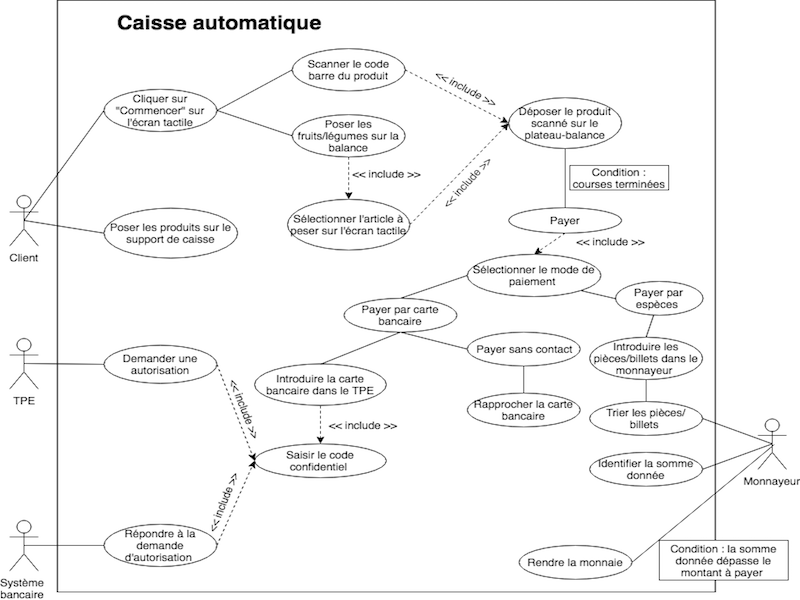 Caisse automatique
Scanner le code
barre du produit
<< include >>
Cliquer sur
"Commencer" sur
l'écran tactile
Déposer le produit
scanné sur le
plateau-balance
Poser les
fruits/légumes sur la
balance
<< include >>
<< include >>
Condition :
courses terminées
Sélectionner l'article à
peser sur l'écran tactile
Payer
Client
Poser les produits sur le
support de caisse
<< include >>
Sélectionner le mode de
paiement
Payer par
espèces
Payer par carte
bancaire
Introduire les
pièces/billets dans le
monnayeur
Payer sans contact
TPE
Demander une
autorisation
Introduire la carte
bancaire dans le TPE
Rapprocher la carte
bancaire
Trier les pièces/
billets
<< include >>
<< include >>
Saisir le code
confidentiel
Identifier la somme
donnée
Monnayeur
<< include >>
Système
bancaire
Répondre à la
demande
d'autorisation
Rendre la monnaie
Condition : la somme
donnée dépasse le
montant à payer